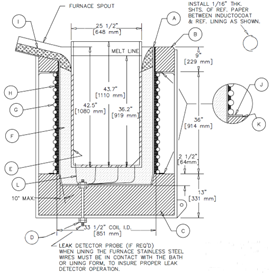 INSTALL 1/16" THK.
SHTS. OF REF. PAPER
BETWEEN INDUCTOCOAT
& REF. LINING AS SHOWN.
I
FURNACE SPOUT
25 1/2"
[648 mm]
A
B
MELT LINE
H
G
F
E
L
10" MAX.
D
43.7"
[1110 mm]
42.5"
[1080 mm]
36.2"
[919 mm]
[229 mm]
36"
[914 mm]
2 1/2"
[64mm]
13"
[331 mm]
J
K
C
33 1/2" COIL I.D.
[851 mm]
LEAK DETECTOR PROBE (IF REQ'D)
WHEN LINING THE FURNACE STAINLESS STEEL
WIRES MUST BE IN CONTACT WITH THE BATH
OR LINING FORM, TO INSURE PROPER LEAK
DETECTOR OPERATION.